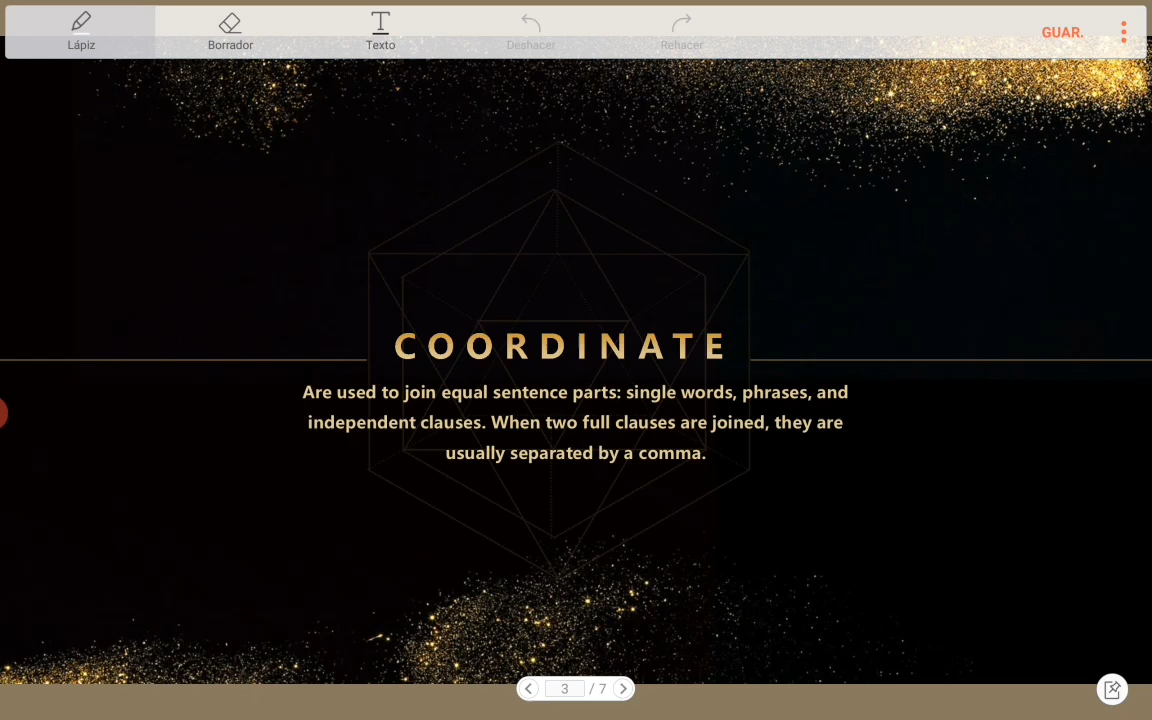 Lápiz
Borrador
Texto
Deshacer
Rehacer
GUAR.
COORDINATE
Are used to join equal sentence parts: single words, phrases, and
independent clauses. When two full clauses are joined, they are
usually separated by a comma.
3 / 7